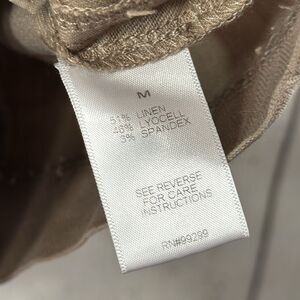 M
51% LINEN
46% LYOCELL
3% SPANDEX
SEE REVERSE
FOR CARE
INSTRUCTIONS
RN#99299